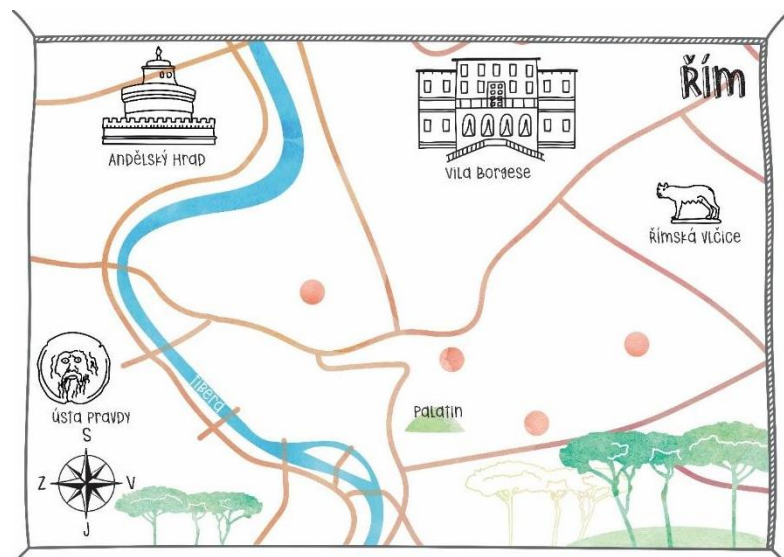 Řím
Andělský Hrad
Vila Borgese
Římská vlčice
Tibera
Ústa Pravdy
Palatin
S
Z V
J